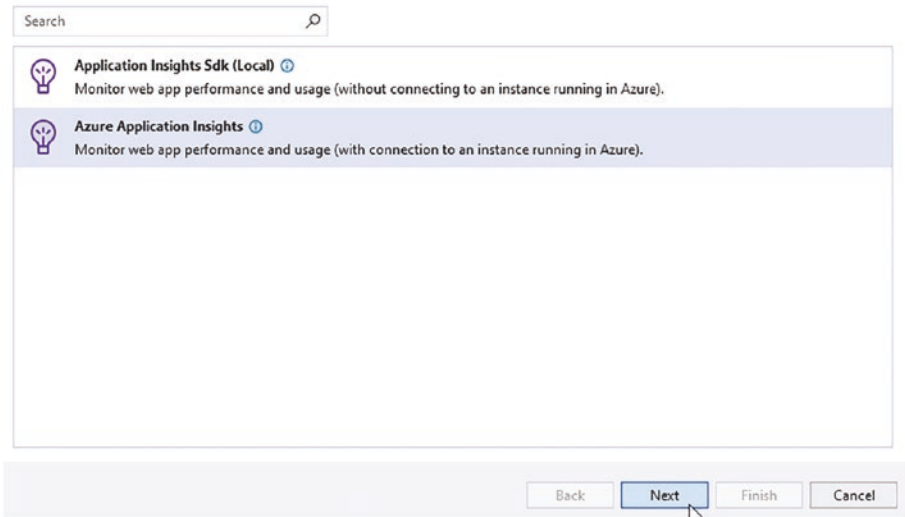 Search
Application Insights Sdk (Local)
Monitor web app performance and usage (without connecting to an instance running in Azure).
Azure Application Insights
Monitor web app performance and usage (with connection to an instance running in Azure).
Back Next Finish Cancel